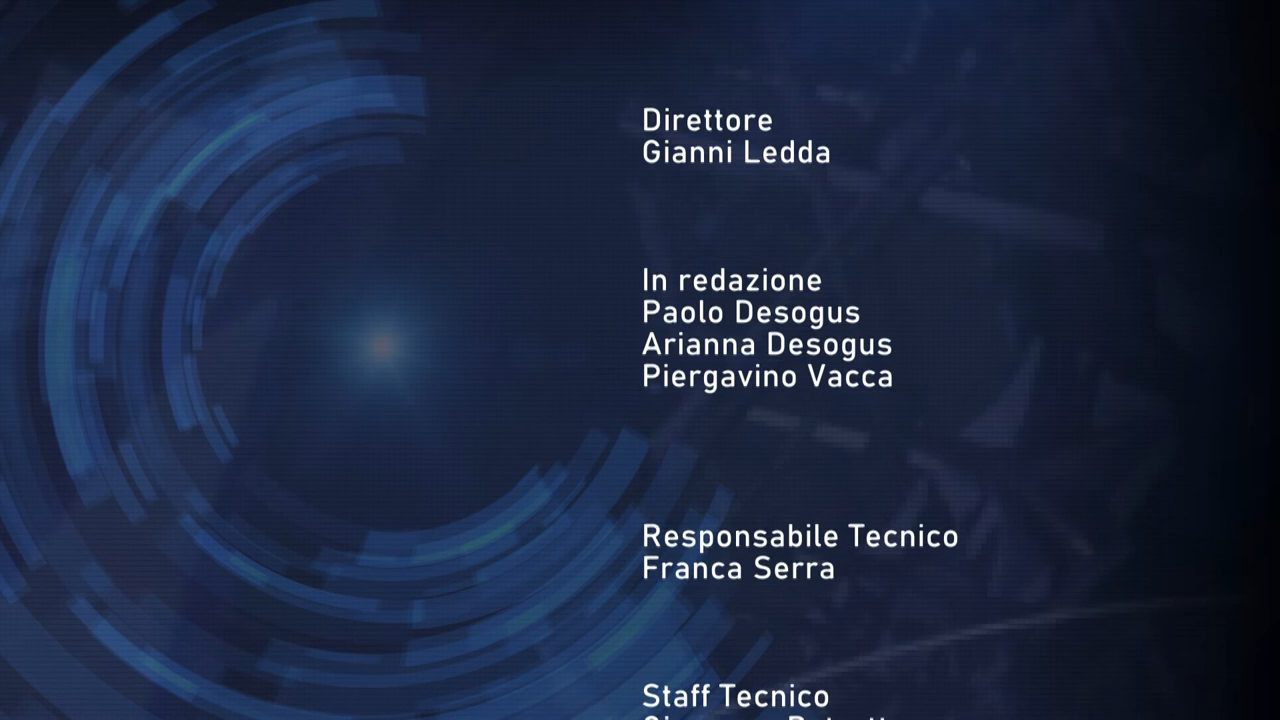 Direttore
Gianni Ledda
In redazione
Paolo Desogus
Arianna Desogus
Piergavino Vacca
Responsabile Tecnico
Franca Serra
Staff Tecnico